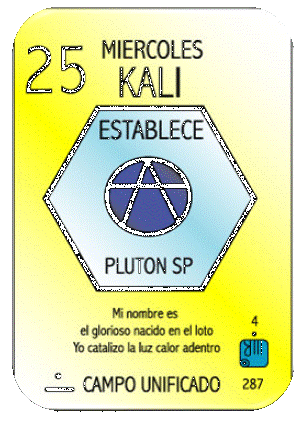 25
MIERCOLES
KALI
ESTABLECE
PLUTON SP
Mi nombre es
el glorioso nacido en el loto
Yo catalizo la luz calor adentro
4
C
CAMPO UNIFICADO
287